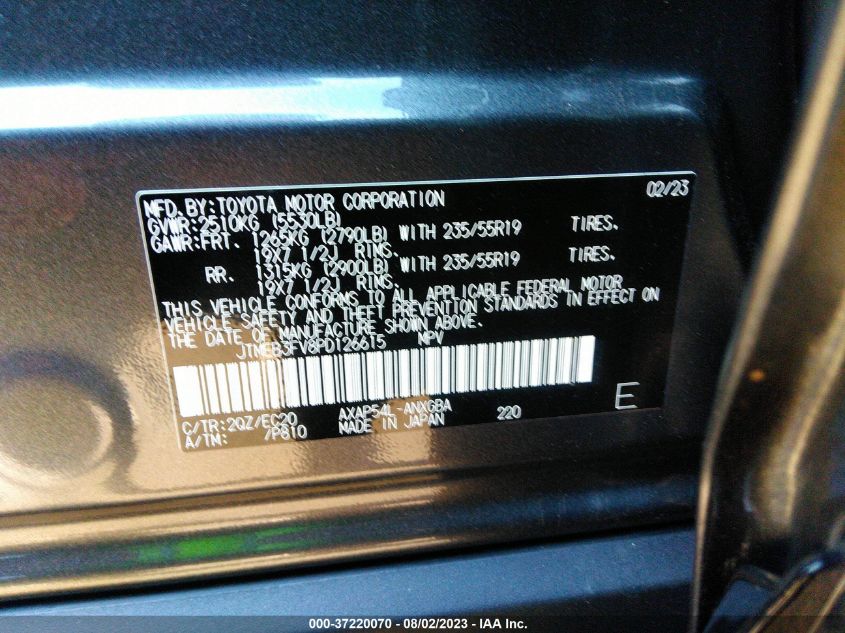 MFD. BY:TOYOTA MOTOR CORPORATION 02/23
GVWR:2510KG (5530LB)
GAWR:FRT. 1265KG (2790LB) WITH 235/55R19 TIRES.
19X7 1/2J RIMS.
RR. 1315KG (2900LB) WITH 235/55R19 TIRES.
19X7 1/2J RIMS.
THIS VEHICLE CONFORMS TO ALL APPLICABLE FEDERAL MOTOR
VEHICLE SAFETY AND THEFT PREVENTION STANDARDS IN EFFECT ON
THE DATE OF MANUFACTURE SHOWN ABOVE.
JTMEB3FV8PD126615 MPV
C/TR:2QZ/EC20 AXAP54L-ANXGBA 220 E
A/TM: /P810 MADE IN JAPAN
000-37220070 - 08/02/2023 - IAA Inc.